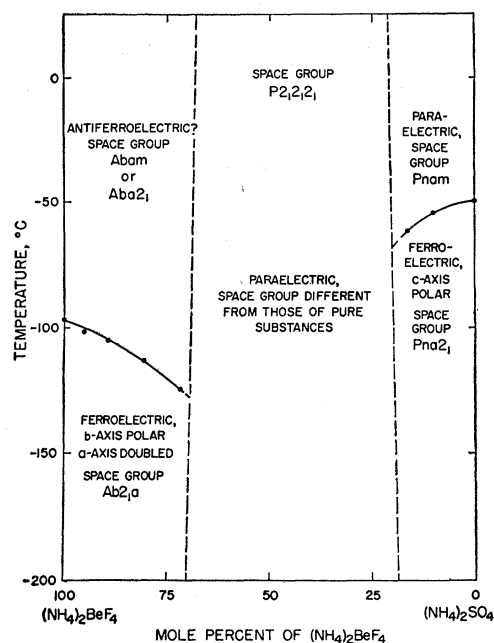 0
-50
-100
-150
-200
TEMPERATURE, °C
ANTIFERROELECTRIC?
SPACE GROUP
Abam
or
Aba2₁
FERROELECTRIC,
b-AXIS POLAR
a-AXIS DOUBLED
SPACE GROUP
Ab2₁a
SPACE GROUP
P2₁2₁2₁
PARAELECTRIC,
SPACE GROUP DIFFERENT
FROM THOSE OF PURE
SUBSTANCES
PARA-
ELECTRIC,
SPACE
GROUP
Pnam
FERRO-
ELECTRIC,
c-AXIS
POLAR
SPACE
GROUP
Pna2₁
100 75 50 25 0
(NH₄)₂BeF₄ (NH₄)₂SO₄
MOLE PERCENT OF (NH₄)₂BeF₄